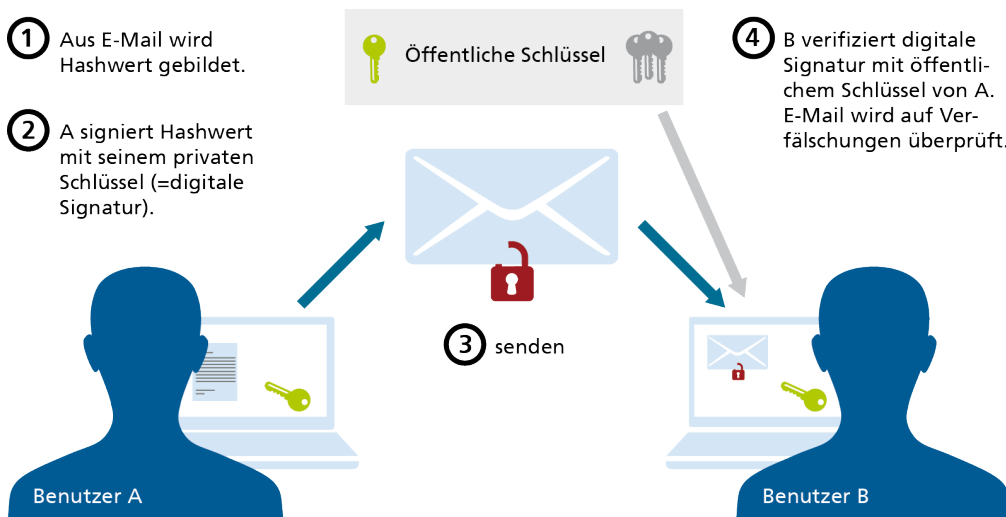 1
Aus E-Mail wird
Hashwert gebildet.
2
A signiert Hashwert
mit seinem privaten
Schlüssel (=digitale
Signatur).
Öffentliche Schlüssel
4
B verifiziert digitale
Signatur mit öffentli-
chem Schlüssel von A.
E-Mail wird auf Ver-
fälschungen überprüft.
3
senden
Benutzer A
Benutzer B